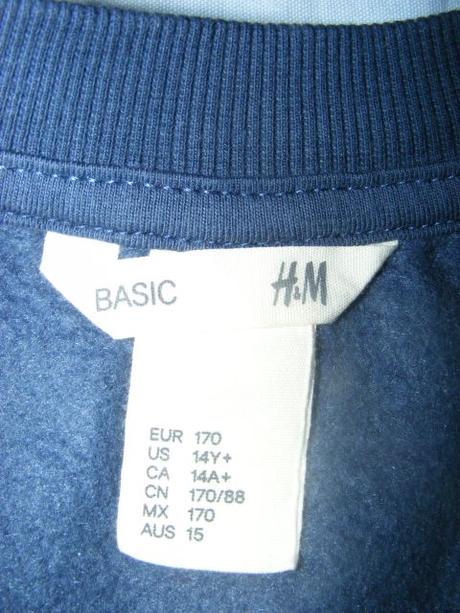 BASIC H&M
EUR 170
US 14Y+
CA 14A+
CN 170/88
MX 170
AUS 15